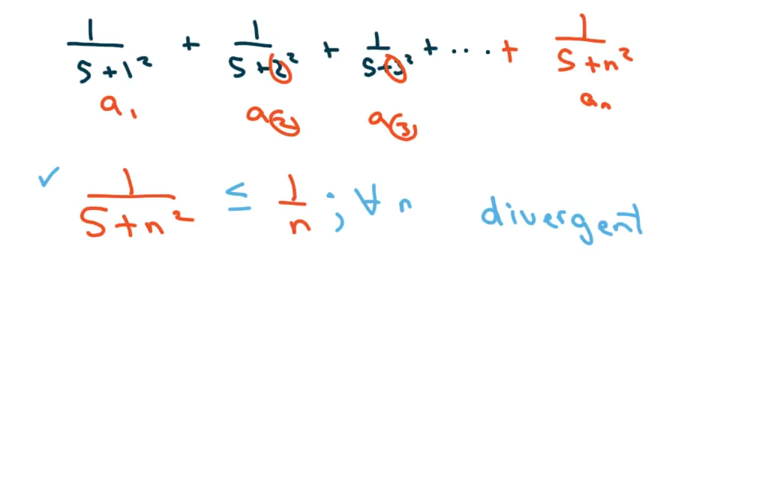 1/(5+1²) + 1/(5+2²) + 1/(5+3²) + ... + 1/(5+n²)
a₁ a₂ a₃ aₙ
✓ 1/(5+n²) ≤ 1/n ; ∀ n divergent